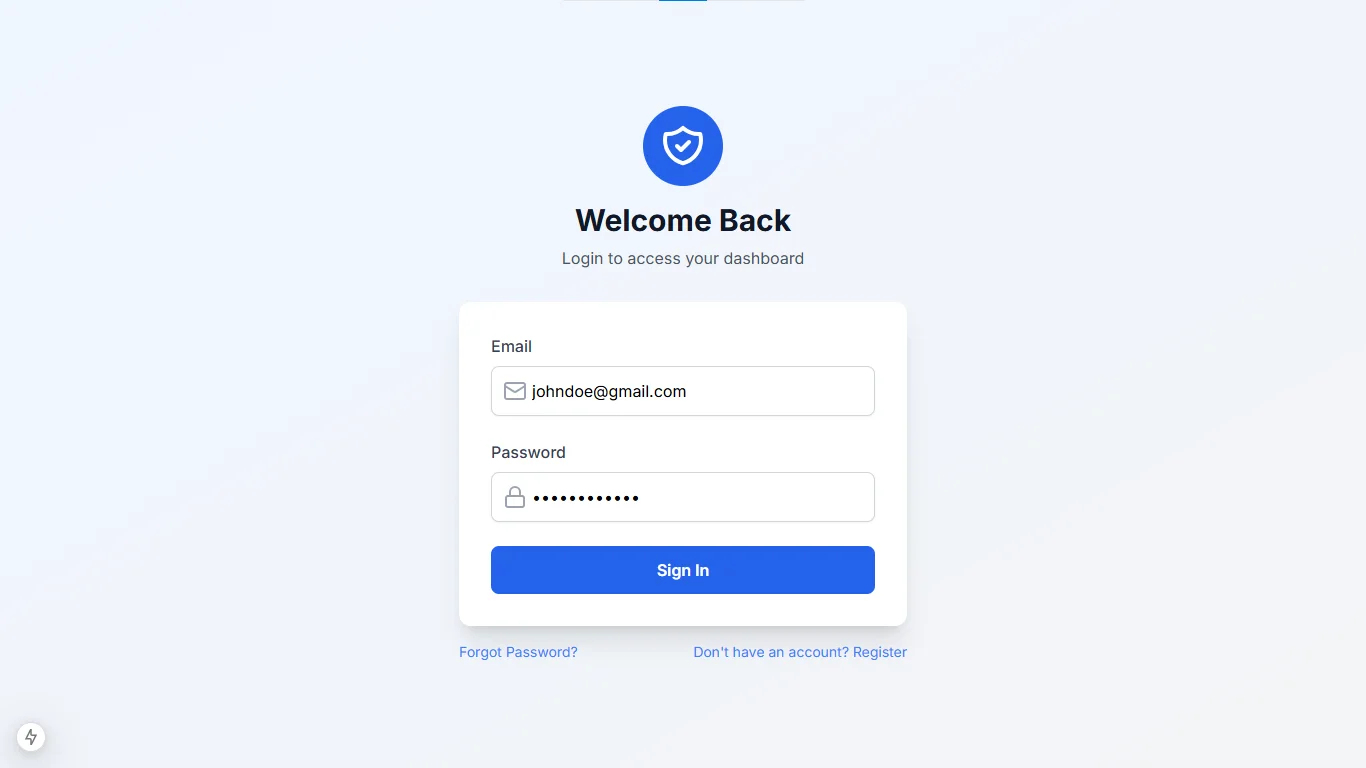 Welcome Back
Login to access your dashboard
Email
johndoe@gmail.com
Password
••••••••••••
Sign In
Forgot Password? Don't have an account? Register